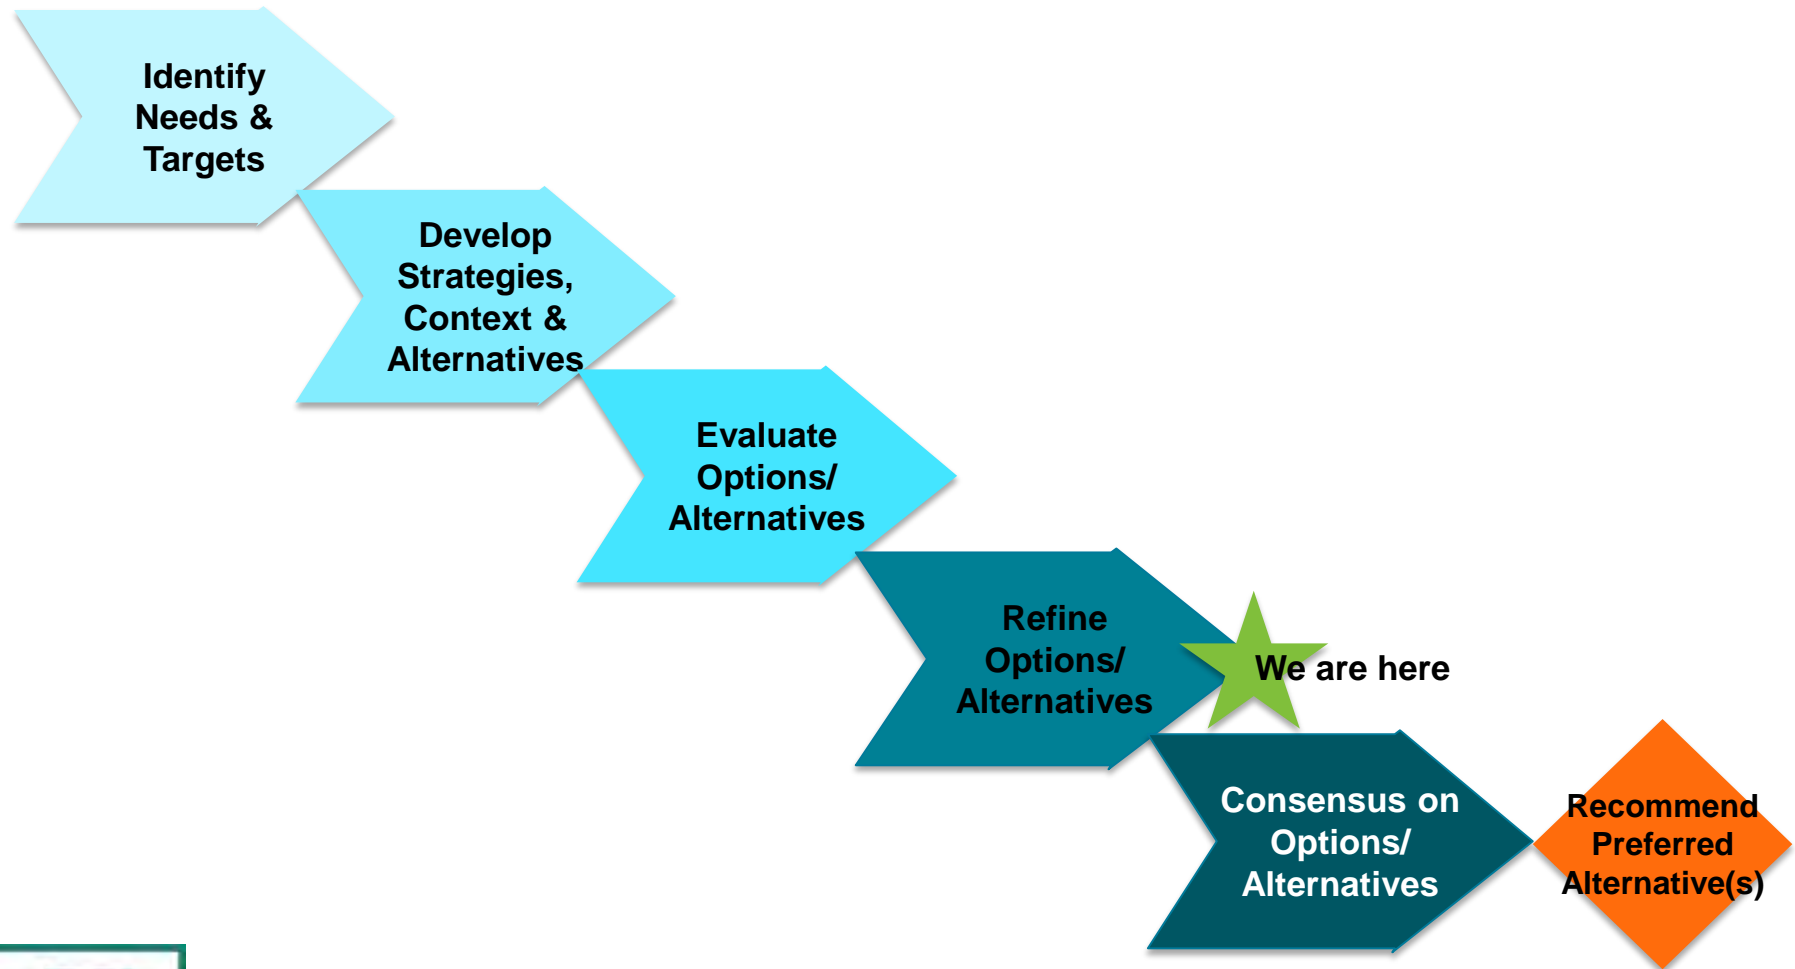 Identify
Needs &
Targets
Develop
Strategies,
Context &
Alternatives
Evaluate
Options/
Alternatives
Refine
Options/
Alternatives
We are here
Consensus on
Options/
Alternatives
Recommend
Preferred
Alternative(s)